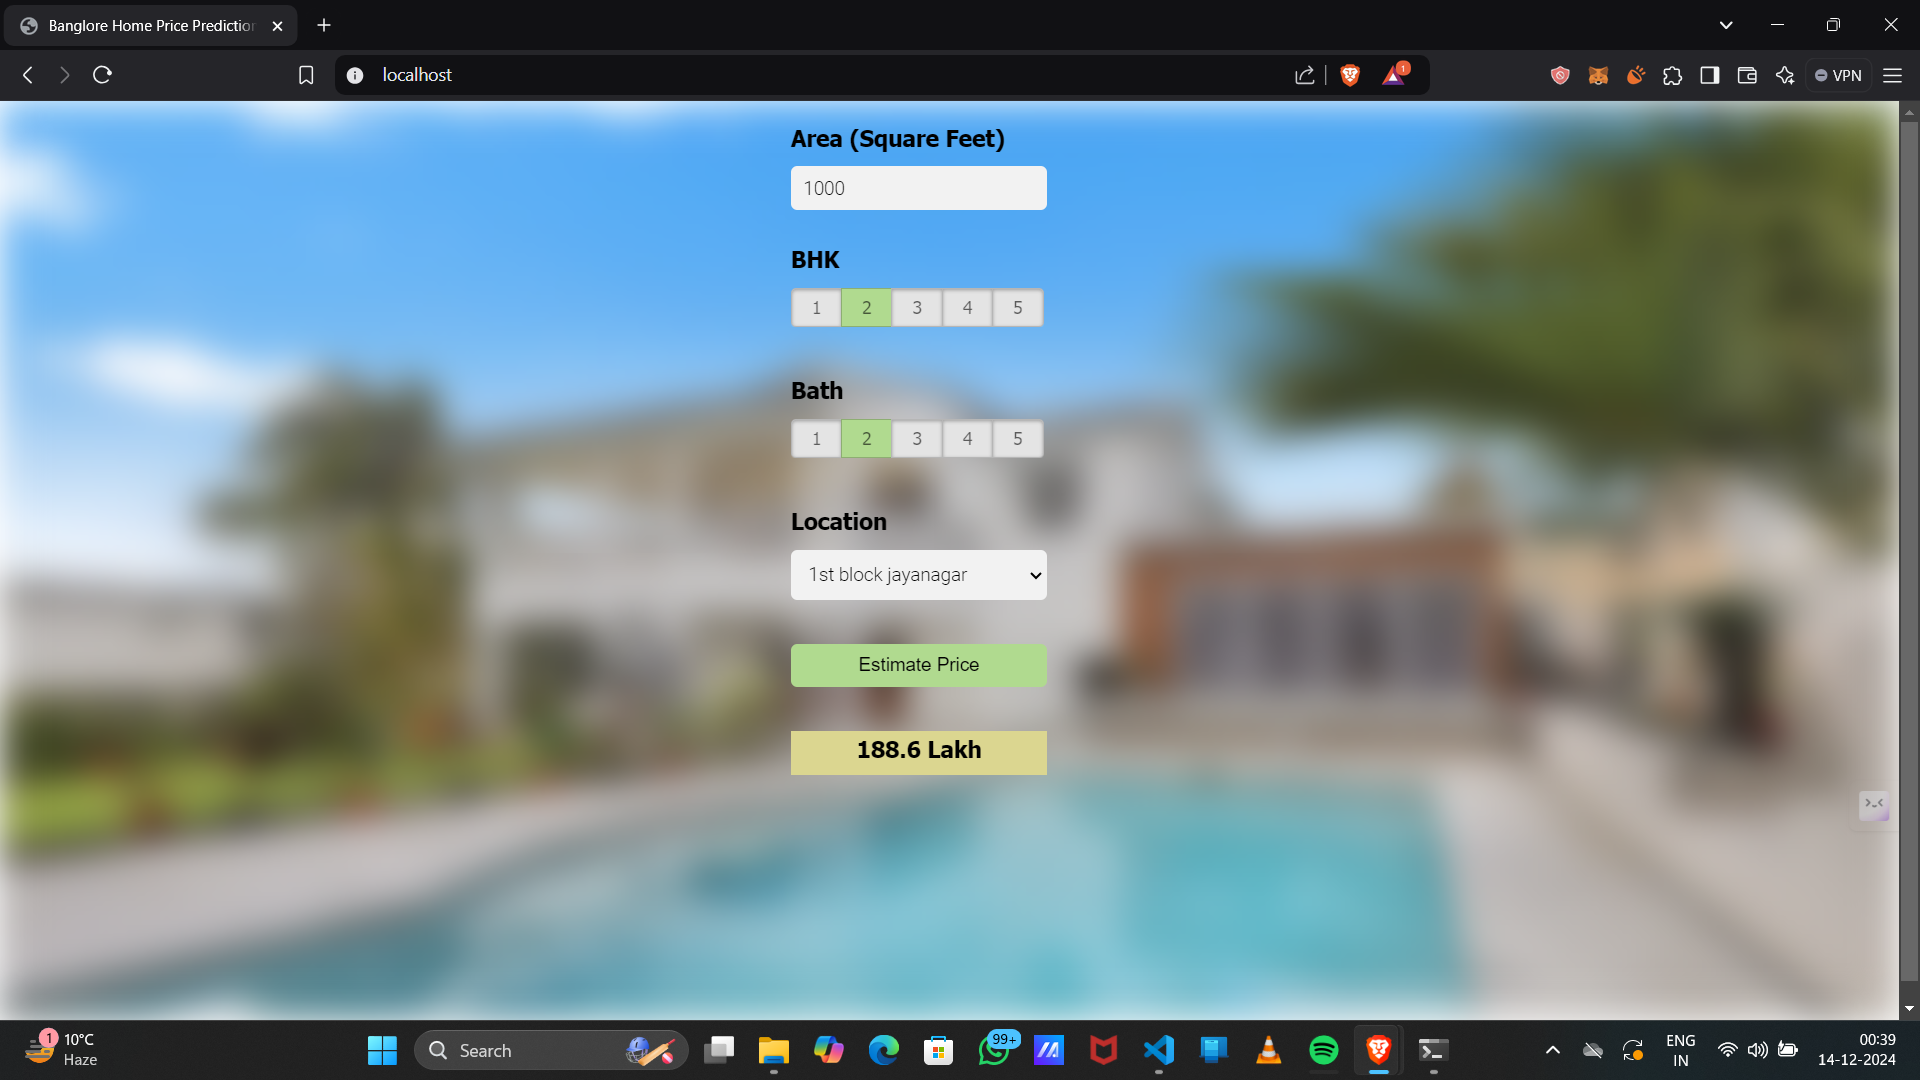 Banglore Home Price Prediction
localhost
1
VPN
Area (Square Feet)
1000
BHK
1 2 3 4 5
Bath
1 2 3 4 5
Location
1st block jayanagar
Estimate Price
188.6 Lakh
1
10°C
Haze
Search
99+
ENG
IN
00:39
14-12-2024